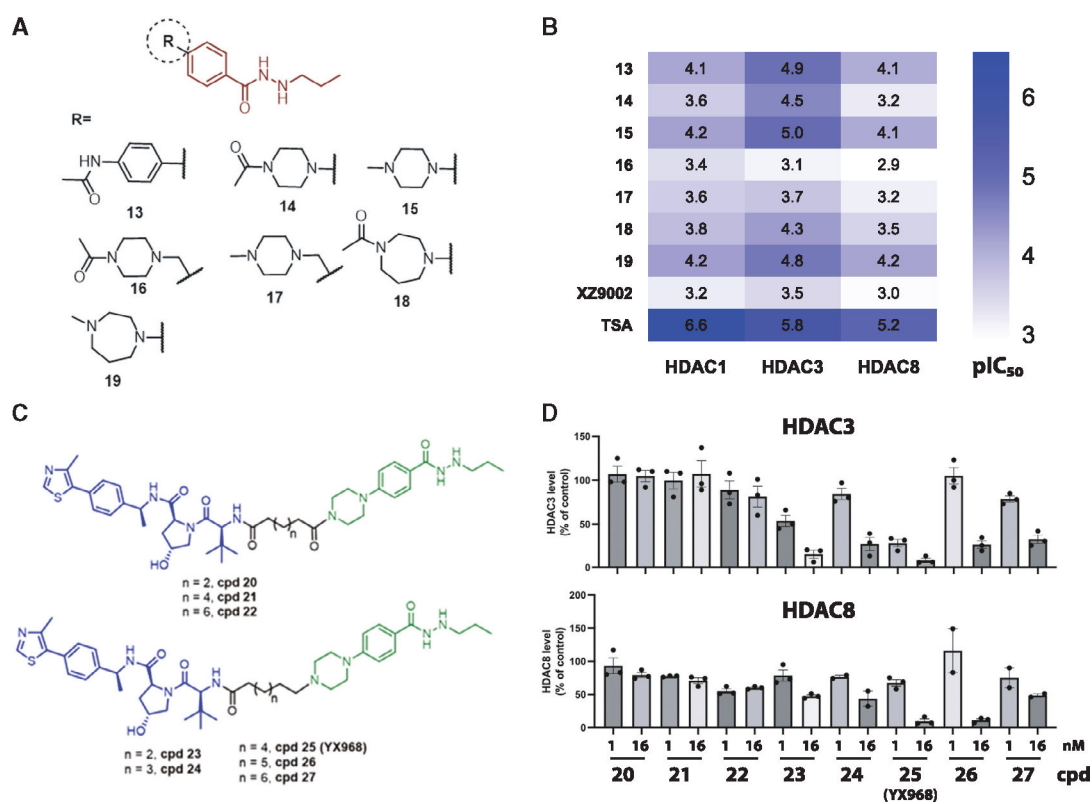 A
R
O
H
N
N
H
R=
HN
O
13
O
N
N
14
N
N
15
O
N
N
16
N
N
17
O
N
N
18
N
N
19
B
13 4.1 4.9 4.1
14 3.6 4.5 3.2
15 4.2 5.0 4.1
16 3.4 3.1 2.9
17 3.6 3.7 3.2
18 3.8 4.3 3.5
19 4.2 4.8 4.2
XZ9002 3.2 3.5 3.0
TSA 6.6 5.8 5.2
HDAC1 HDAC3 HDAC8
6
5
4
3
pIC50
C
N
S
H
N
O
O
N
H
N
HO
O
n
O
N
N
O
H
N
N
H
n = 2, cpd 20
n = 4, cpd 21
n = 6, cpd 22
N
S
H
N
O
O
N
H
N
HO
O
n
N
N
O
H
N
N
H
n = 2, cpd 23
n = 3, cpd 24
n = 4, cpd 25 (YX968)
n = 5, cpd 26
n = 6, cpd 27
D
HDAC3
HDAC3 level
(% of control)
150
100
50
0
HDAC8
HDAC8 level
(% of control)
150
100
50
0
1 16 1 16 1 16 1 16 1 16 1 16 1 16 1 16 nM
20 21 22 23 24 25 26 27 cpd
(YX968)